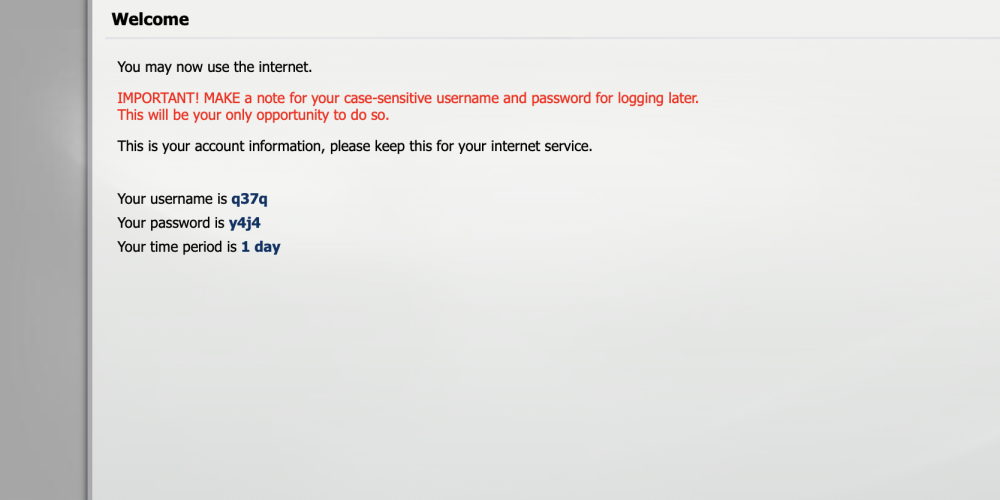 Welcome
You may now use the internet.
IMPORTANT! MAKE a note for your case-sensitive username and password for logging later.
This will be your only opportunity to do so.
This is your account information, please keep this for your internet service.
Your username is q37q
Your password is y4j4
Your time period is 1 day